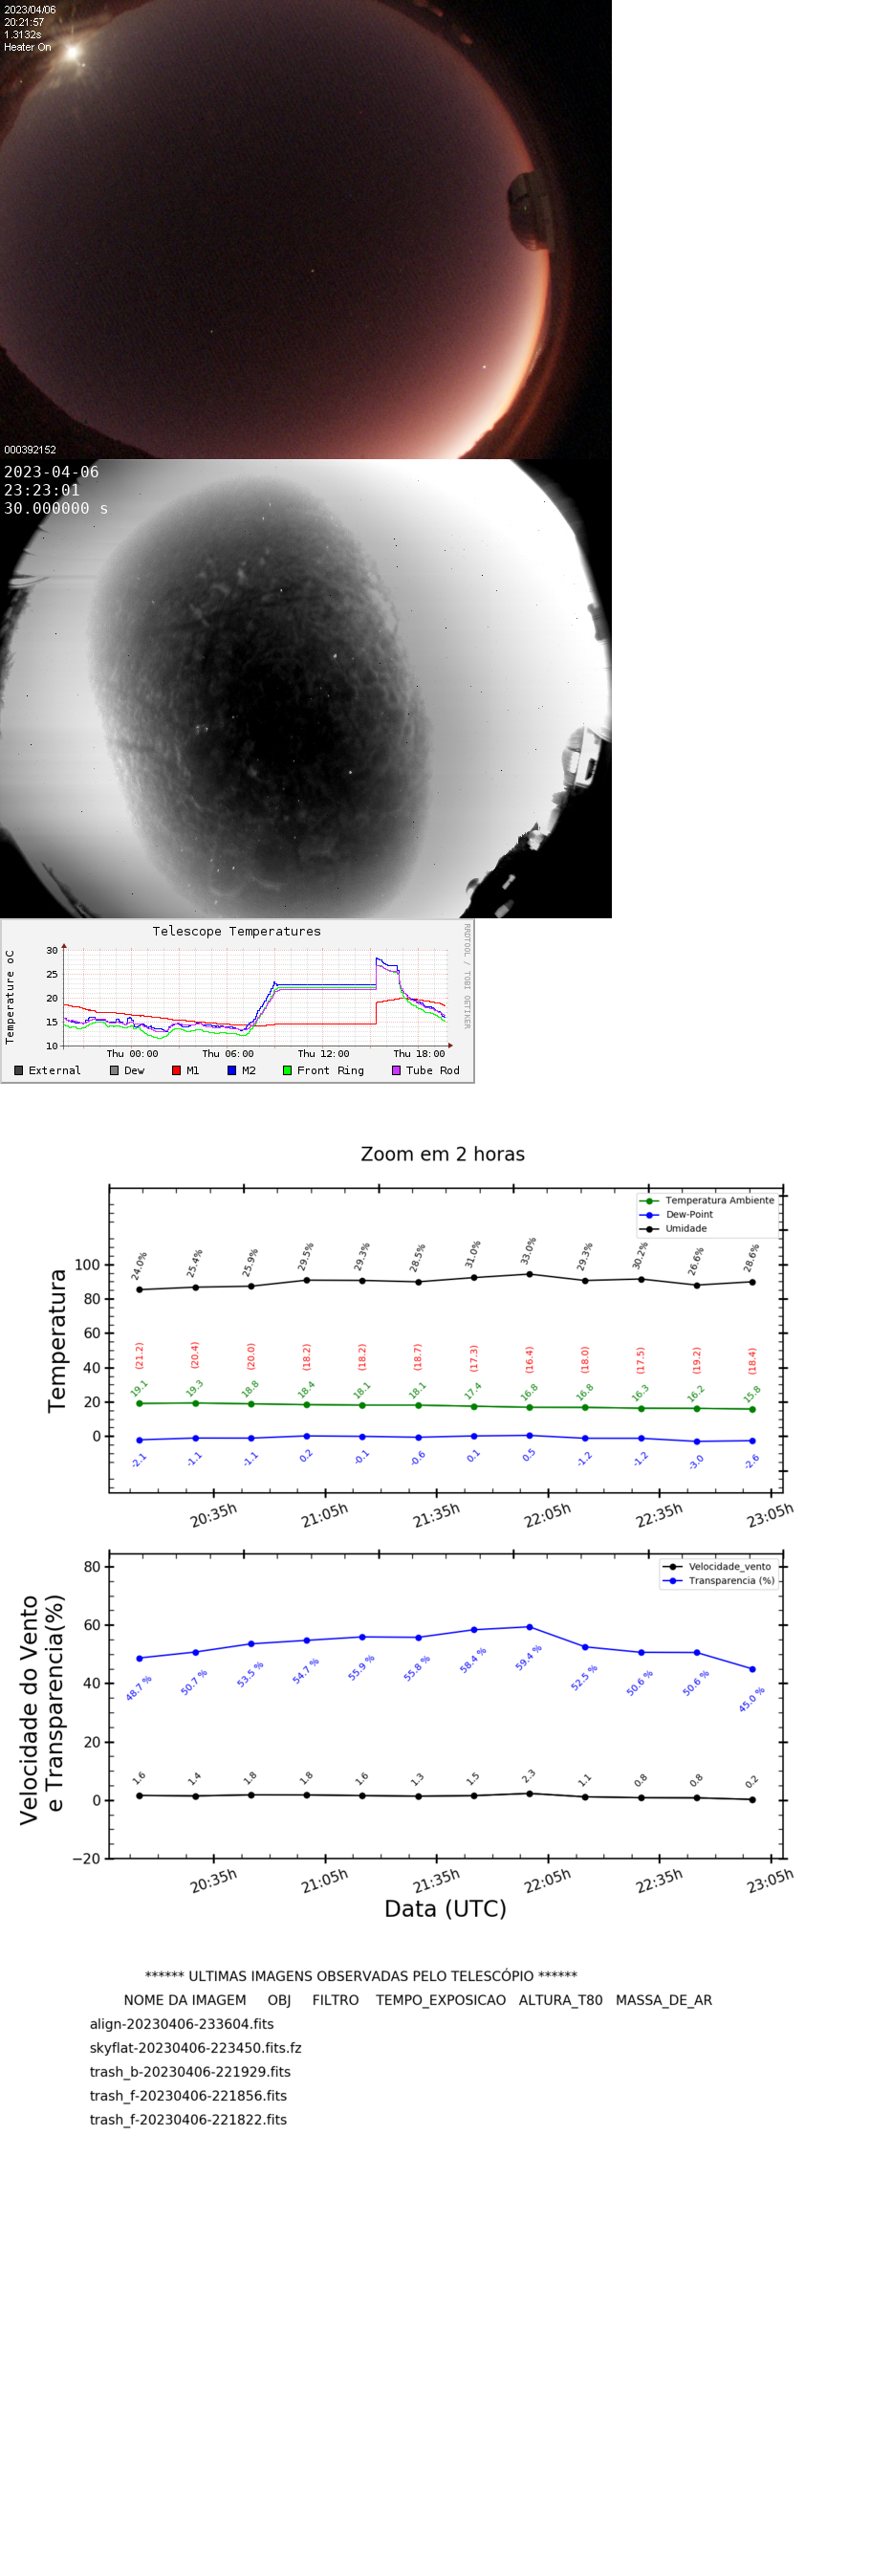 2023/04/06
20:21:57
1.3132s
Heater On
000392152
2023-04-06
23:23:01
30.000000 s
Telescope Temperatures
RRDTOOL / TOBI OETIKER
Temperature oC
30
25
20
15
10
Thu 00:00 Thu 06:00 Thu 12:00 Thu 18:00
External Dew M1 M2 Front Ring Tube Rod
Zoom em 2 horas
Temperatura Ambiente
Dew-Point
Umidade
Temperatura
100
80
60
40
20
0
24.0% 25.4% 25.9% 29.5% 29.3% 28.5% 31.0% 33.0% 29.3% 30.2% 26.6% 28.6%
(21.2) (20.4) (20.0) (18.2) (18.2) (18.7) (17.3) (16.4) (18.0) (17.5) (19.2) (18.4)
19.1 19.3 18.8 18.4 18.1 18.1 17.4 16.8 16.8 16.3 16.2 15.8
-2.1 -1.1 -1.1 0.2 -0.1 -0.6 0.1 0.5 -1.2 -1.2 -3.0 -2.6
20:35h 21:05h 21:35h 22:05h 22:35h 23:05h
Velocidade_vento
Transparencia (%)
Velocidade do Vento
e Transparencia(%)
80
60
40
20
0
−20
48.7 % 50.7 % 53.5 % 54.7 % 55.9 % 55.8 % 58.4 % 59.4 % 52.5 % 50.6 % 50.6 % 45.0 %
1.6 1.4 1.8 1.8 1.6 1.3 1.5 2.3 1.1 0.8 0.8 0.2
20:35h 21:05h 21:35h 22:05h 22:35h 23:05h
Data (UTC)
****** ULTIMAS IMAGENS OBSERVADAS PELO TELESCÓPIO ******
NOME DA IMAGEM OBJ FILTRO TEMPO_EXPOSICAO ALTURA_T80 MASSA_DE_AR
align-20230406-233604.fits
skyflat-20230406-223450.fits.fz
trash_b-20230406-221929.fits
trash_f-20230406-221856.fits
trash_f-20230406-221822.fits